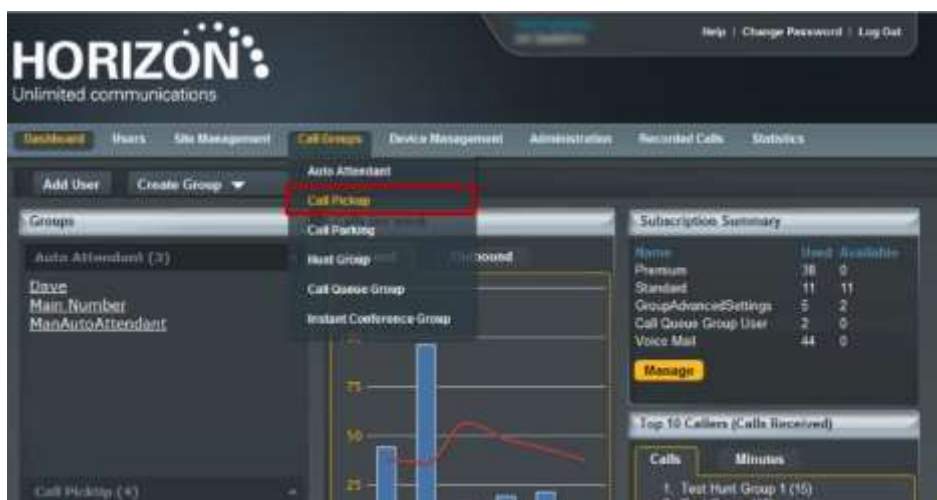 HORIZON
Unlimited communications
Help | Change Password | Log Out
Dashboard Users Site Management Call Groups Device Management Administration Recorded Calls Statistics
Add User Create Group
Auto Attendant
Call Pickup
Call Parking
Hunt Group
Call Queue Group
Instant Conference Group
Groups
Auto Attendant (3)
Dave
Main Number
ManAutoAttendant
Call PickUp (4)
75
50
25
Subscription Summary
Name Used Available
Premium 38 0
Standard 11 11
GroupAdvancedSettings 5 2
Call Queue Group User 2 0
Voice Mail 44 0
Manage
Top 10 Callers (Calls Received)
Calls Minutes
1. Test Hunt Group 1 (15)